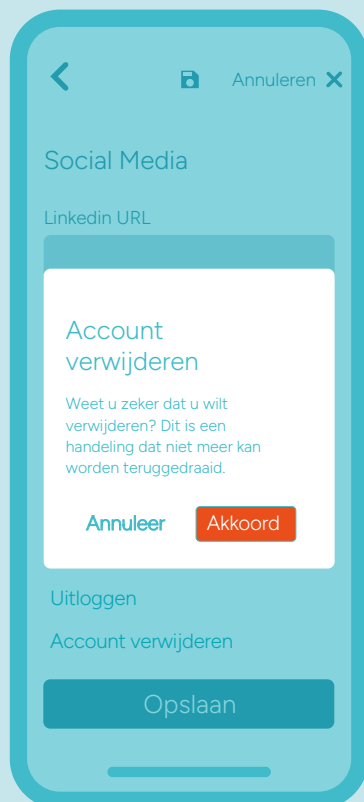 Annuleren
Social Media
Linkedin URL
Account
verwijderen
Weet u zeker dat u wilt
verwijderen? Dit is een
handeling dat niet meer kan
worden teruggedraaid.
Annuleer Akkoord
Uitloggen
Account verwijderen
Opslaan